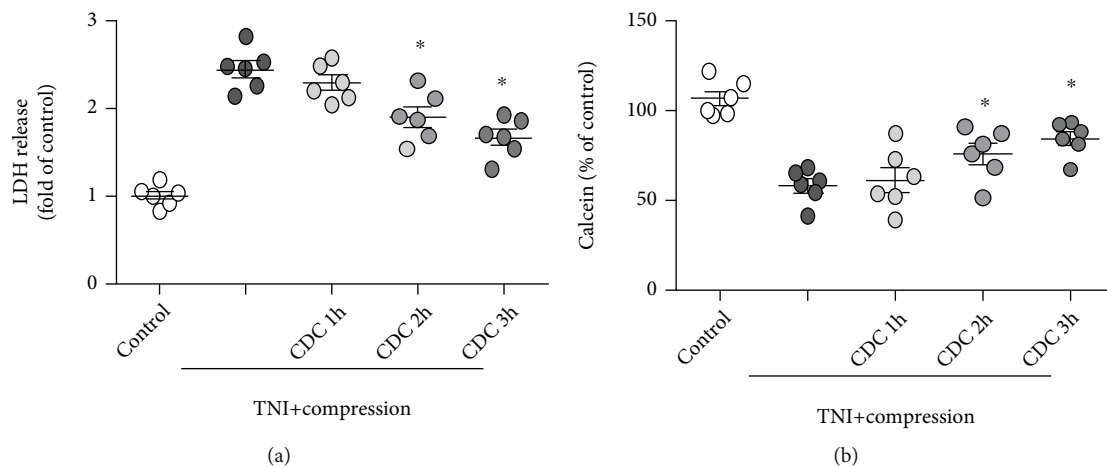 LDH release
(fold of control)
3
2
1
0
*
*
Control
CDC 1h
CDC 2h
CDC 3h
TNI+compression
(a)
Calcein (% of control)
150
100
50
0
*
*
Control
CDC 1h
CDC 2h
CDC 3h
TNI+compression
(b)